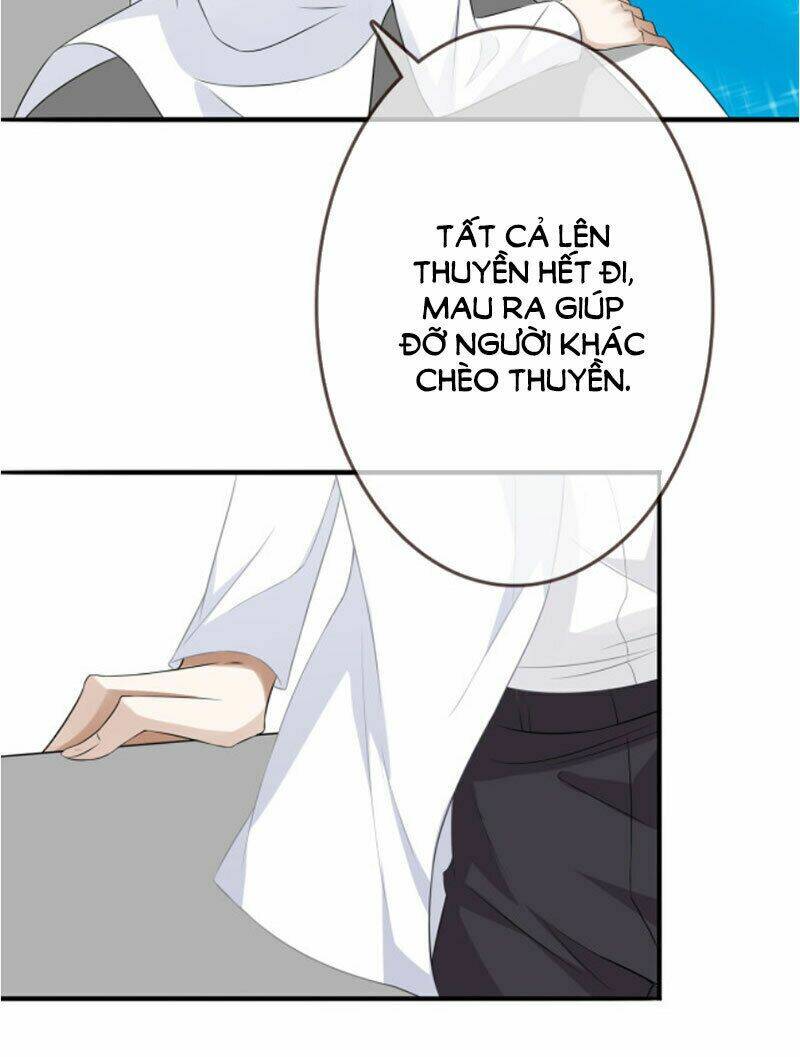 TẤT CẢ LÊN
THUYỀN HẾT ĐI,
MAU RA GIÚP
ĐỠ NGƯỜI KHÁC
CHÈO THUYỀN.